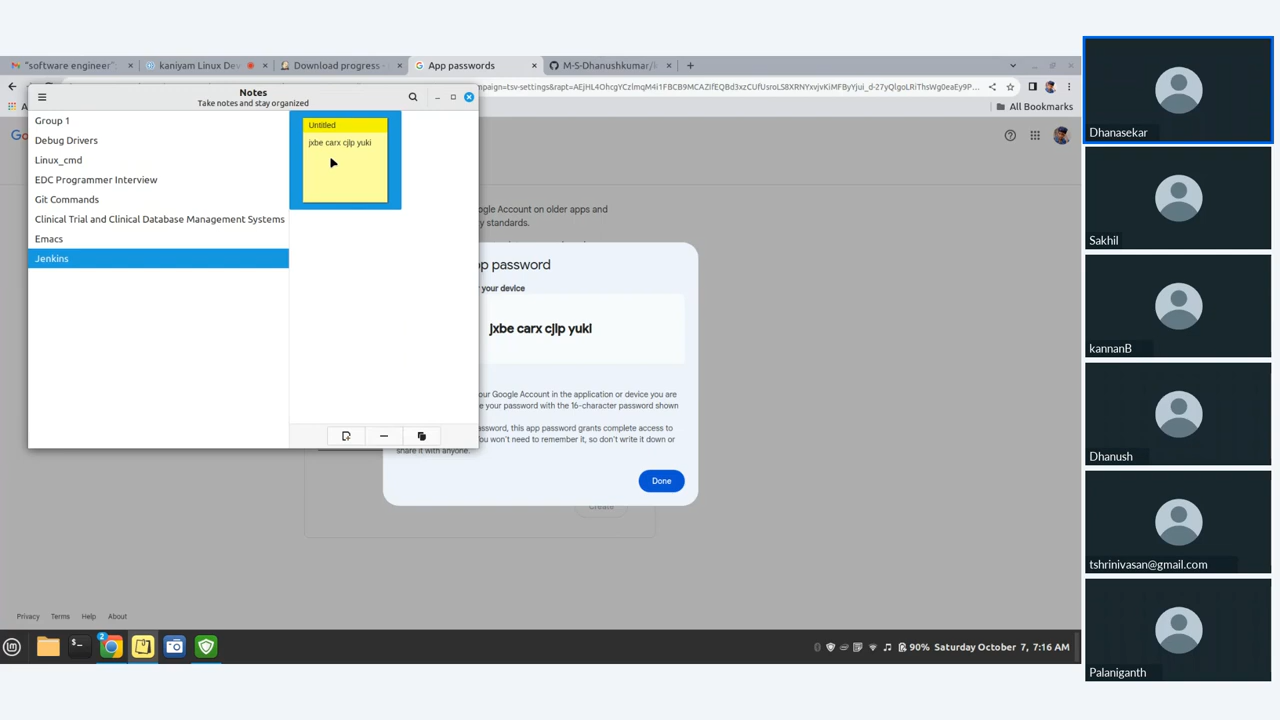 "software engineer"
kaniyam Linux Dev
Download progress
App passwords
M-S-Dhanushkumar/
Notes
Take notes and stay organized
All Bookmarks
Group 1
Debug Drivers
Linux_cmd
EDC Programmer Interview
Git Commands
Clinical Trial and Clinical Database Management Systems
Emacs
Jenkins
Untitled
jxbe carx cjlp yuki
Go
ogle Account on older apps and
y standards.
pp password
r your device
jxbe carx cjlp yuki
our Google Account in the application or device you are
e your password with the 16-character password shown
ssword, this app password grants complete access to
You won't need to remember it, so don't write it down or
share it with anyone.
Done
Create
Privacy
Terms
Help
About
2
90%
Saturday October 7, 7:16 AM
Dhanasekar
Sakhil
kannanB
Dhanush
tshrinivasan@gmail.com
Palaniganth